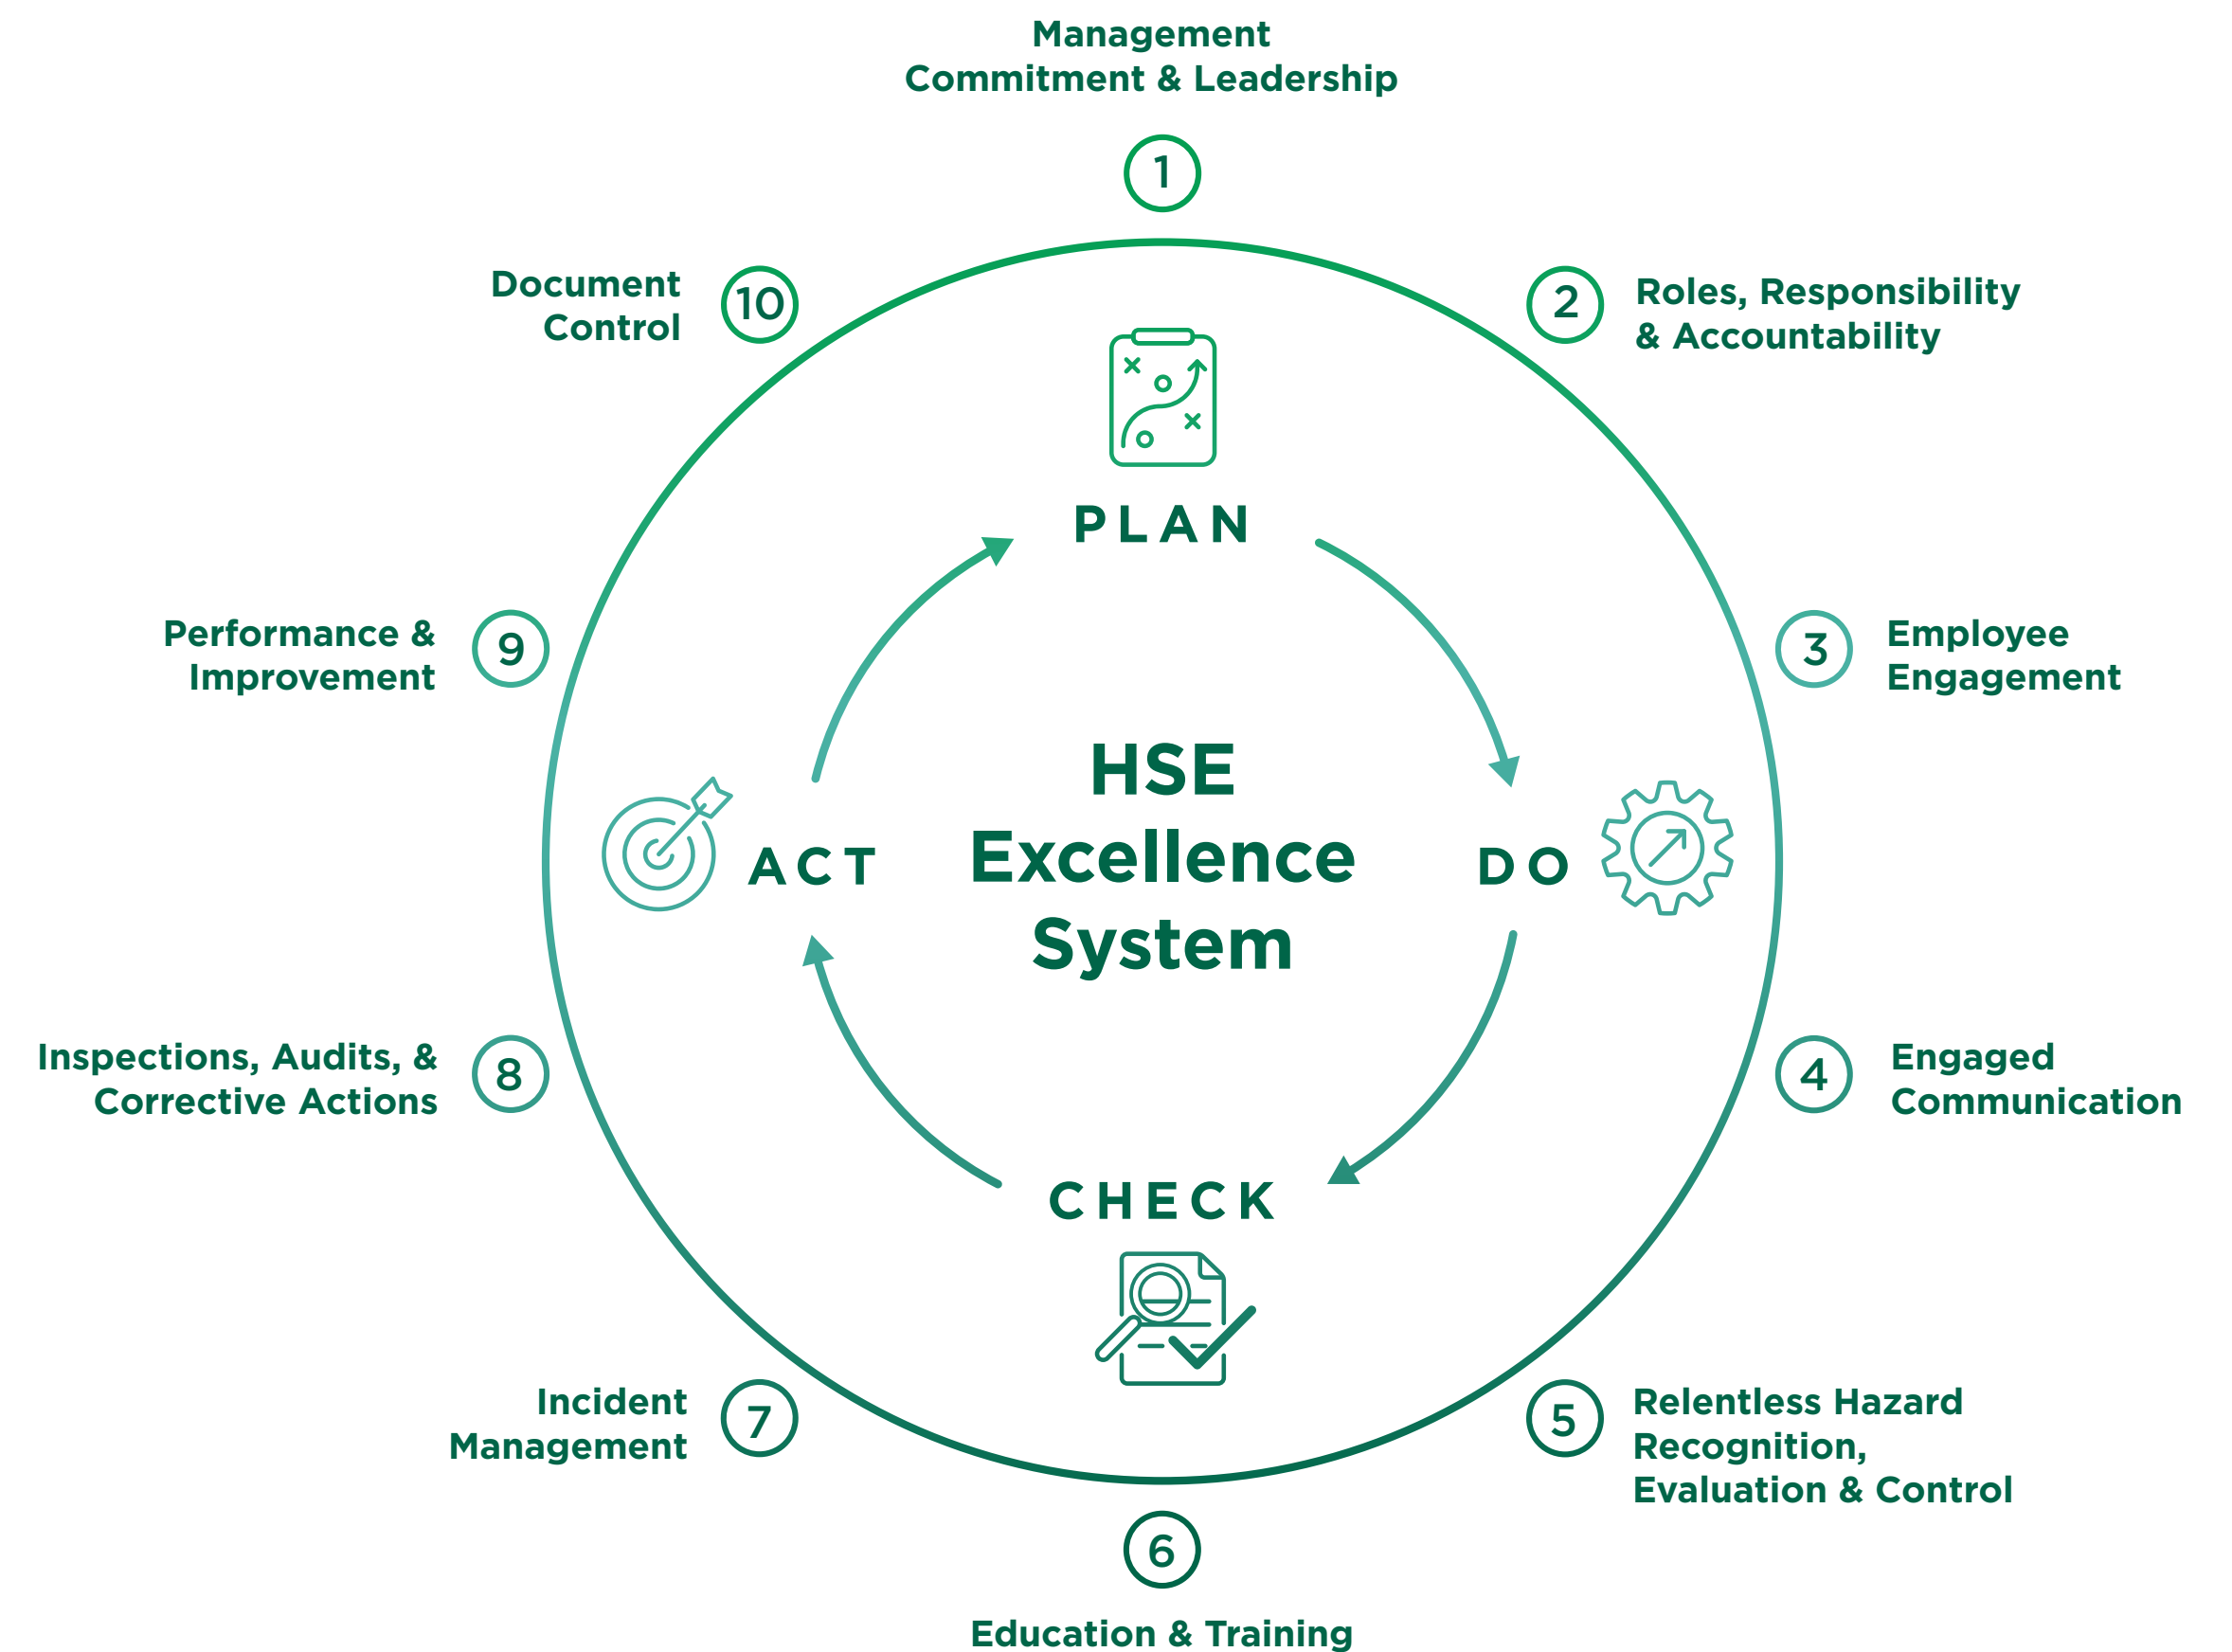 Management
Commitment & Leadership
1
2
Roles, Responsibility
& Accountability
3
Employee
Engagement
4
Engaged
Communication
5
Relentless Hazard
Recognition,
Evaluation & Control
6
Education & Training
7
Incident
Management
8
Inspections, Audits, &
Corrective Actions
9
Performance &
Improvement
10
Document
Control
PLAN
DO
CHECK
ACT
HSE
Excellence
System